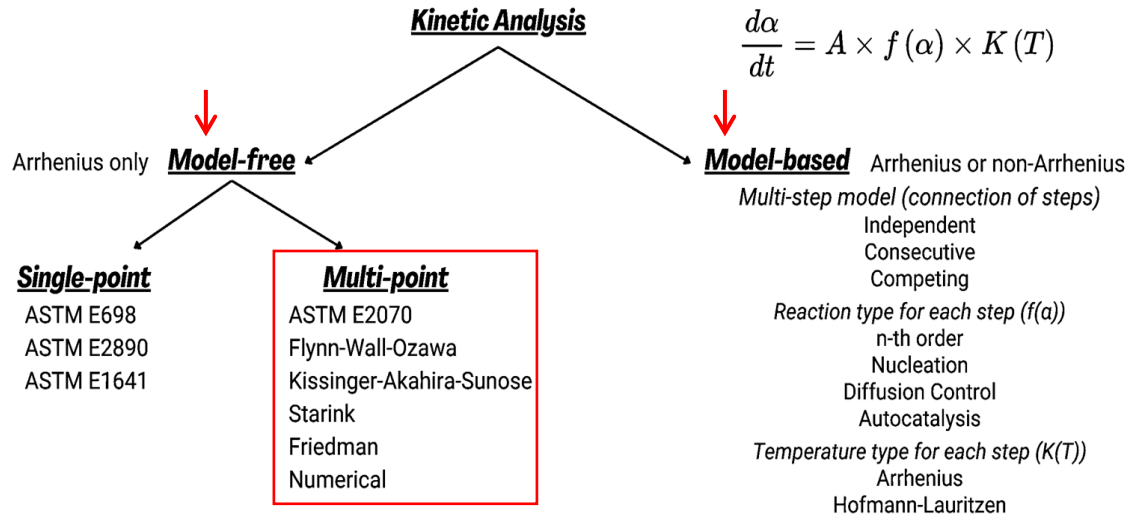 Kinetic Analysis
dα/dt = A × f (α) × K (T)
Arrhenius only
Model-free
Model-based
Arrhenius or non-Arrhenius
Single-point
ASTM E698
ASTM E2890
ASTM E1641
Multi-point
ASTM E2070
Flynn-Wall-Ozawa
Kissinger-Akahira-Sunose
Starink
Friedman
Numerical
Multi-step model (connection of steps)
Independent
Consecutive
Competing
Reaction type for each step (f(α))
n-th order
Nucleation
Diffusion Control
Autocatalysis
Temperature type for each step (K(T))
Arrhenius
Hofmann-Lauritzen